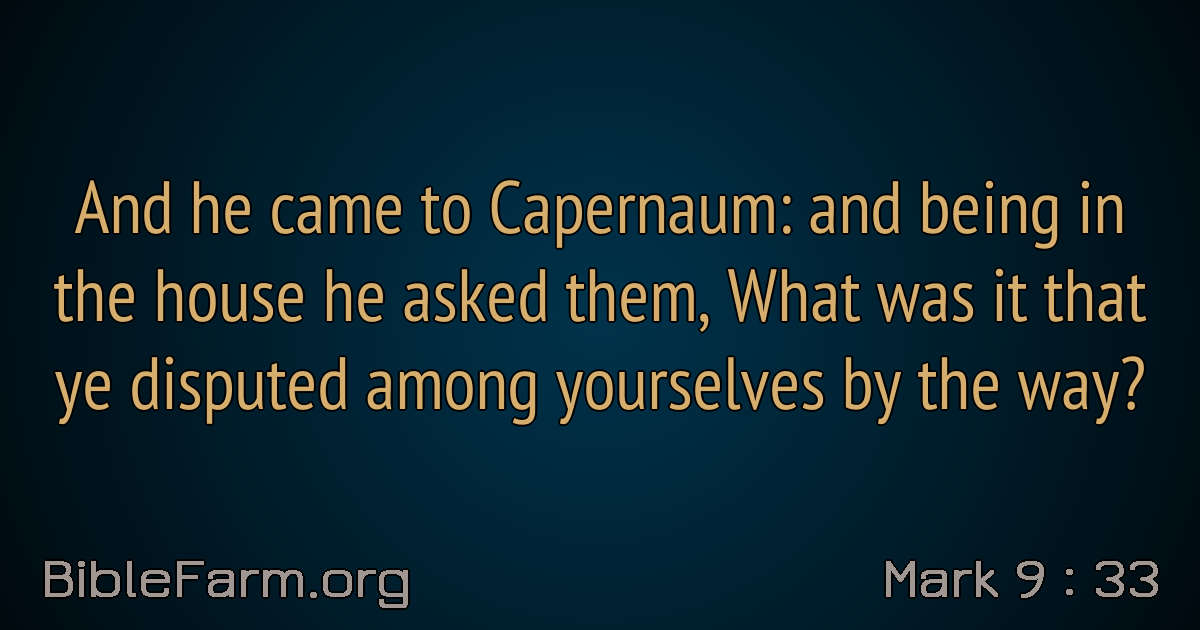 And he came to Capernaum: and being in
the house he asked them, What was it that
ye disputed among yourselves by the way?
BibleFarm.org
Mark 9 : 33